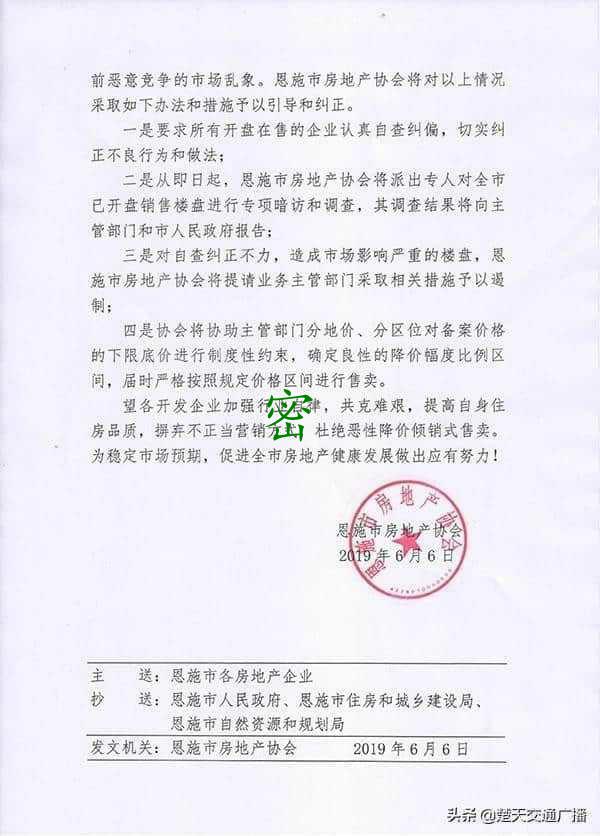 前恶意竞争的市场乱象。恩施市房地产协会将对以上情况
采取如下办法和措施予以引导和纠正。
一是要求所有开盘在售的企业认真自查纠偏，切实纠
正不良行为和做法；
二是从即日起，恩施市房地产协会将派出专人对全市
已开盘销售楼盘进行专项暗访和调查，其调查结果将向主
管部门和市人民政府报告；
三是对自查纠正不力，造成市场影响严重的楼盘，恩
施市房地产协会将提请业务主管部门采取相关措施予以遏
制；
四是协会将协助主管部门分地价、分区位对备案价格
的下限底价进行制度性约束，确定良性的降价幅度比例区
间，届时严格按照规定价格区间进行售卖。
望各开发企业加强行业自律，共克难艰，提高自身住
房品质，摒弃不正当营销方式，杜绝恶性降价倾销式售卖。
为稳定市场预期，促进全市房地产健康发展做出应有努力！
密
恩施市房地产协会
2019年6月6日
恩施市房地产协会
主 送：恩施市各房地产企业
抄 送：恩施市人民政府、恩施市住房和城乡建设局、
恩施市自然资源和规划局
发文机关：恩施市房地产协会 2019年6月6日
头条@楚天交通广播